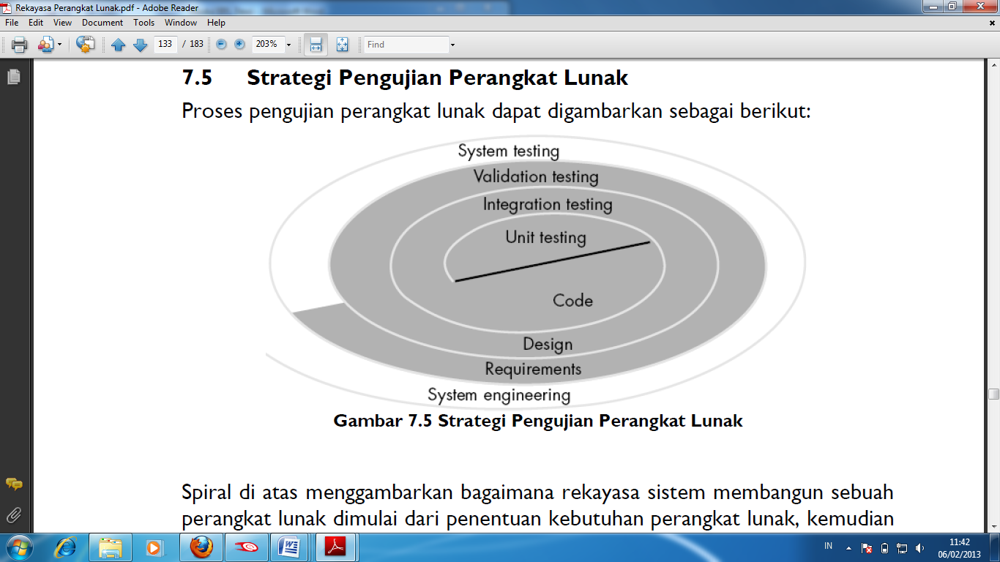 Rekayasa Perangkat Lunak.pdf - Adobe Reader
File Edit View Document Tools Window Help
133 / 183 203% Find
7.5 Strategi Pengujian Perangkat Lunak
Proses pengujian perangkat lunak dapat digambarkan sebagai berikut:
System testing
Validation testing
Integration testing
Unit testing
Code
Design
Requirements
System engineering
Gambar 7.5 Strategi Pengujian Perangkat Lunak
Spiral di atas menggambarkan bagaimana rekayasa sistem membangun sebuah
perangkat lunak dimulai dari penentuan kebutuhan perangkat lunak, kemudian
IN 11:42
06/02/2013